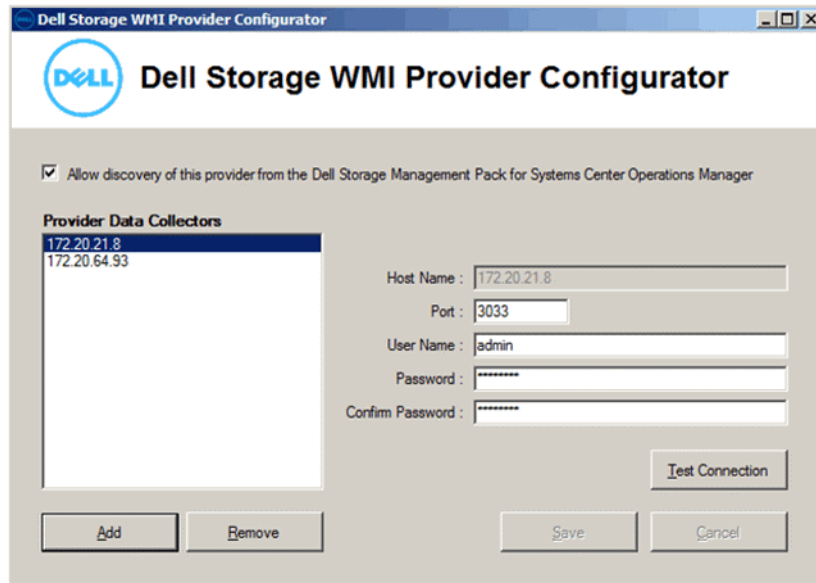 Dell Storage WMI Provider Configurator
DELL
Dell Storage WMI Provider Configurator
Allow discovery of this provider from the Dell Storage Management Pack for Systems Center Operations Manager
Provider Data Collectors
172.20.21.8
172.20.64.93
Host Name : 172.20.21.8
Port : 3033
User Name : admin
Password : ********
Confirm Password : ********
Test Connection
Add Remove Save Cancel